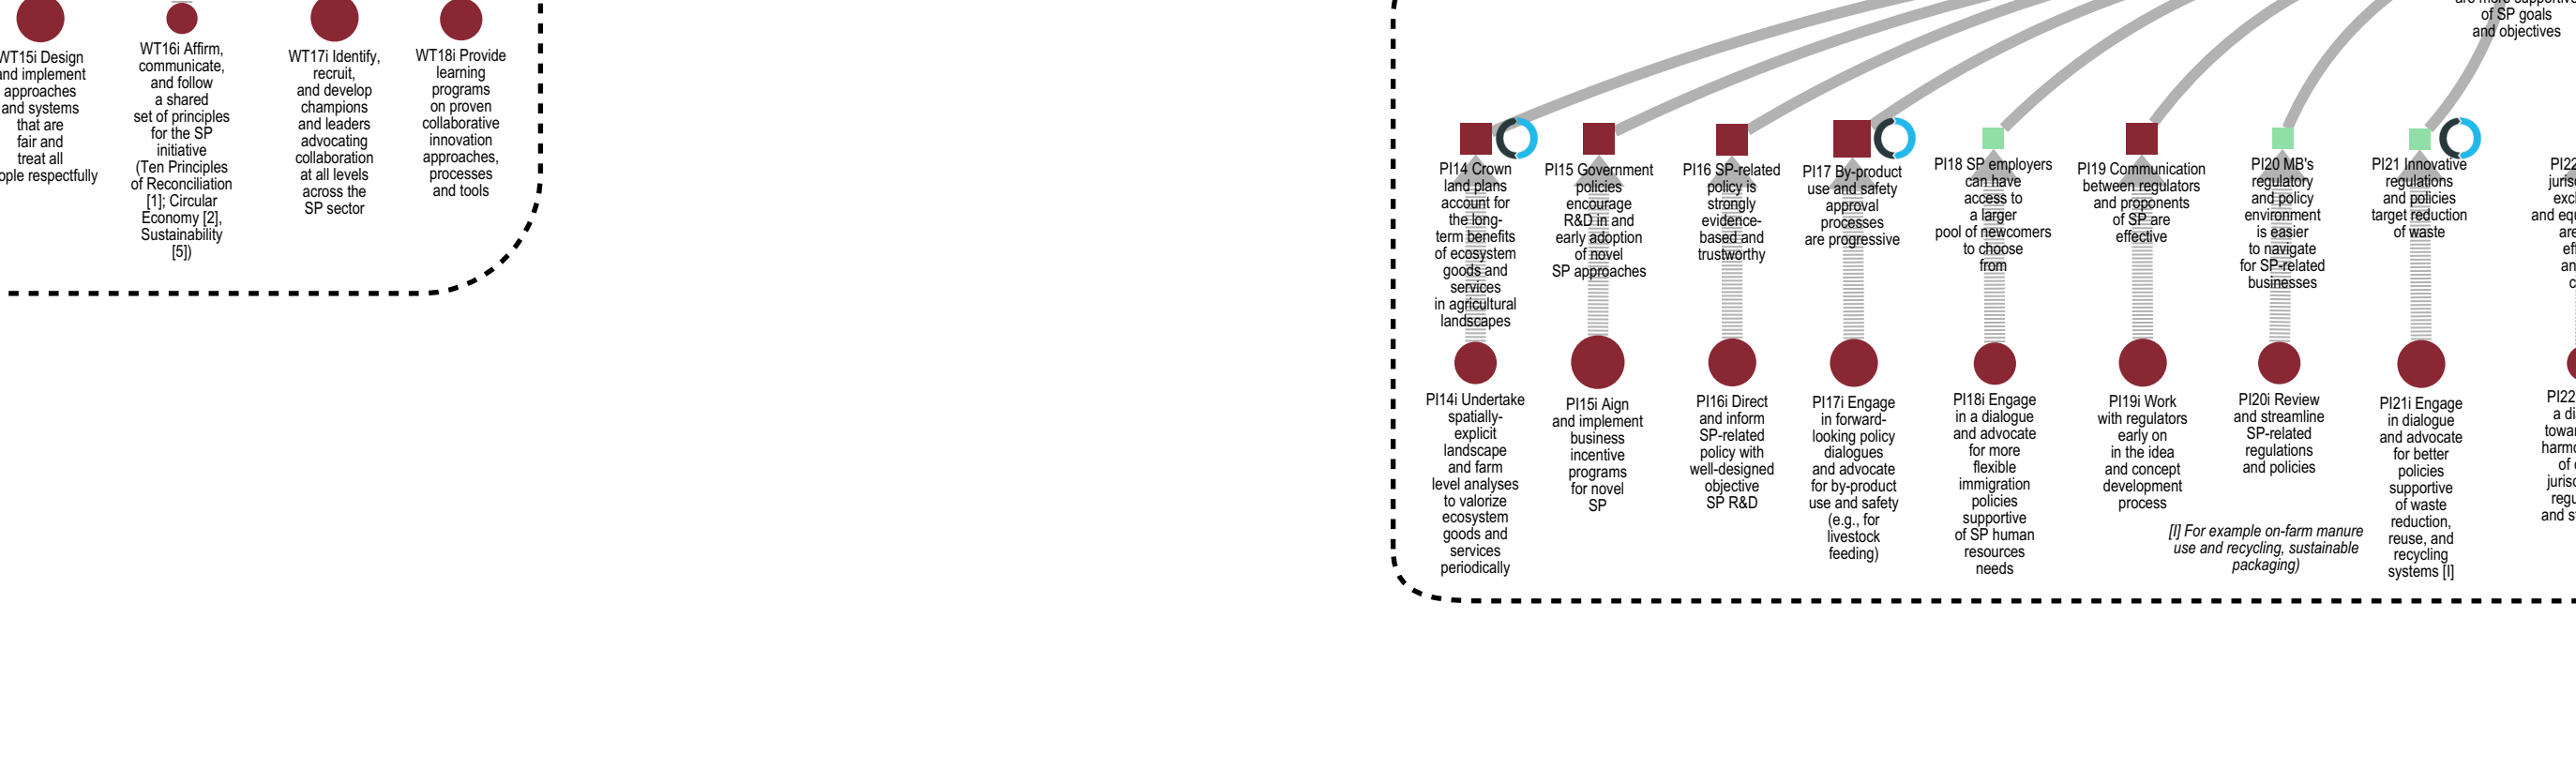 WT15i Design
and implement
approaches
and systems
that are
fair and
treat all
respectfully
WT16i Affirm,
communicate,
and follow
a shared
set of principles
for the SP
initiative
(Ten Principles
of Reconciliation
[1]; Circular
Economy [2],
Sustainability
[5])
WT17i Identify,
recruit,
and develop
champions
and leaders
advocating
collaboration
at all levels
across the
SP sector
WT18i Provide
learning
programs
on proven
collaborative
innovation
approaches,
processes
and tools
are more supportive
of SP goals
and objectives
PI14 Crown
land plans
account for
the long-
term benefits
of ecosystem
goods and
services
in agricultural
landscapes
PI15 Government
policies
encourage
R&D in and
early adoption
of novel
SP approaches
PI16 SP-related
policy is
strongly
evidence-
based and
trustworthy
PI17 By-product
use and safety
approval
processes
are progressive
PI18 SP employers
can have
access to
a larger
pool of newcomers
to choose
from
PI19 Communication
between regulators
and proponents
of SP are
effective
PI20 MB's
regulatory
and policy
environment
is easier
to navigate
for SP-related
businesses
PI21 Innovative
regulations
and policies
target reduction
of waste
PI22
and
are
PI14i Undertake
spatially-
explicit
landscape
and farm
level analyses
to valorize
ecosystem
goods and
services
periodically
PI15i Aign
and implement
business
incentive
programs
for novel
SP
PI16i Direct
and inform
SP-related
policy with
well-designed
objective
SP R&D
PI17i Engage
in forward-
looking policy
dialogues
and advocate
for by-product
use and safety
(e.g., for
livestock
feeding)
PI18i Engage
in a dialogue
and advocate
for more
flexible
immigration
policies
supportive
of SP human
resources
needs
PI19i Work
with regulators
early on
in the idea
and concept
development
process
PI20i Review
and streamline
SP-related
regulations
and policies
[I] For example on-farm manure
use and recycling, sustainable
packaging)
PI21i Engage
in dialogue
and advocate
for better
policies
supportive
of waste
reduction,
reuse, and
recycling
systems [I]
PI22
a
of
and